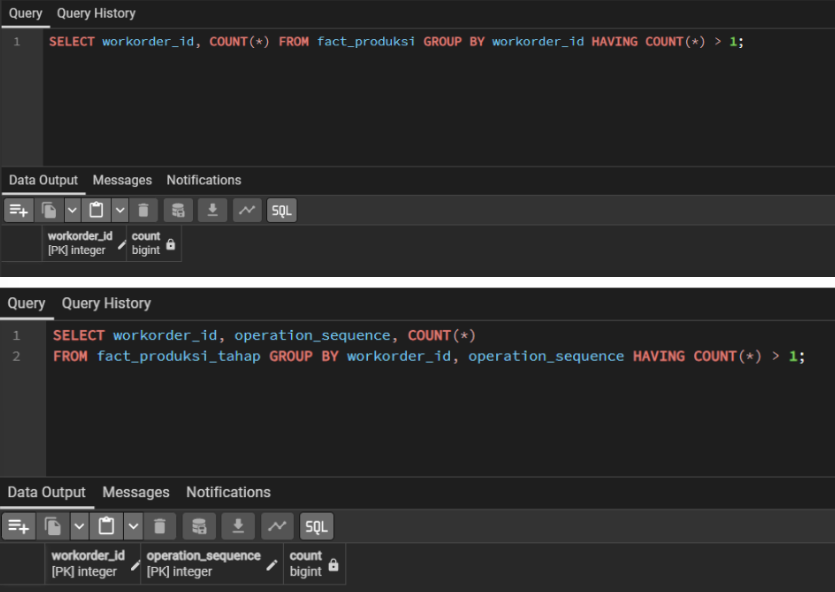 Query Query History
1 SELECT workorder_id, COUNT(*) FROM fact_produksi GROUP BY workorder_id HAVING COUNT(*) > 1;
Data Output Messages Notifications
SQL
workorder_id count
[PK] integer bigint
Query Query History
1 SELECT workorder_id, operation_sequence, COUNT(*)
2 FROM fact_produksi_tahap GROUP BY workorder_id, operation_sequence HAVING COUNT(*) > 1;
Data Output Messages Notifications
SQL
workorder_id operation_sequence count
[PK] integer [PK] integer bigint